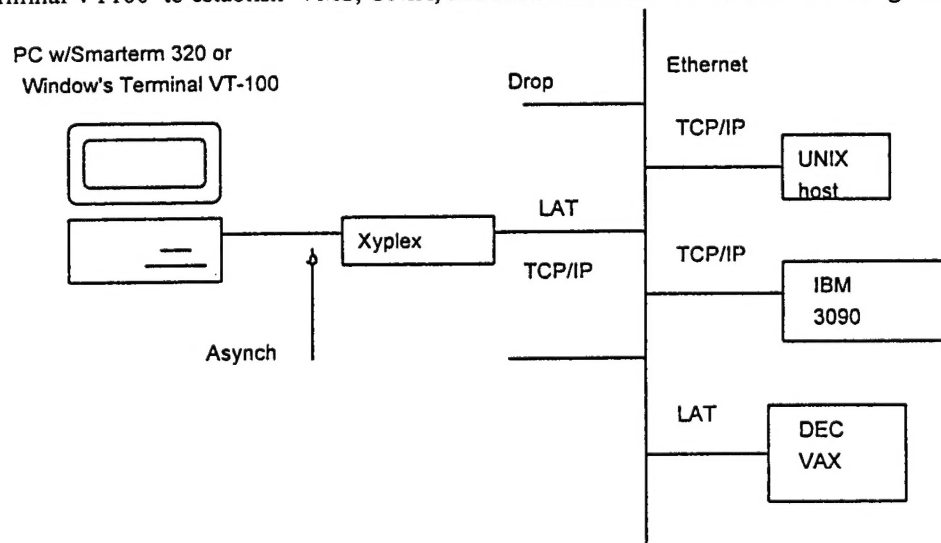 PC w/Smarterm 320 or
Window's Terminal VT-100
Drop
Ethernet
TCP/IP
UNIX
host
LAT
Xyplex
TCP/IP
TCP/IP
IBM
3090
Asynch
LAT
DEC
VAX